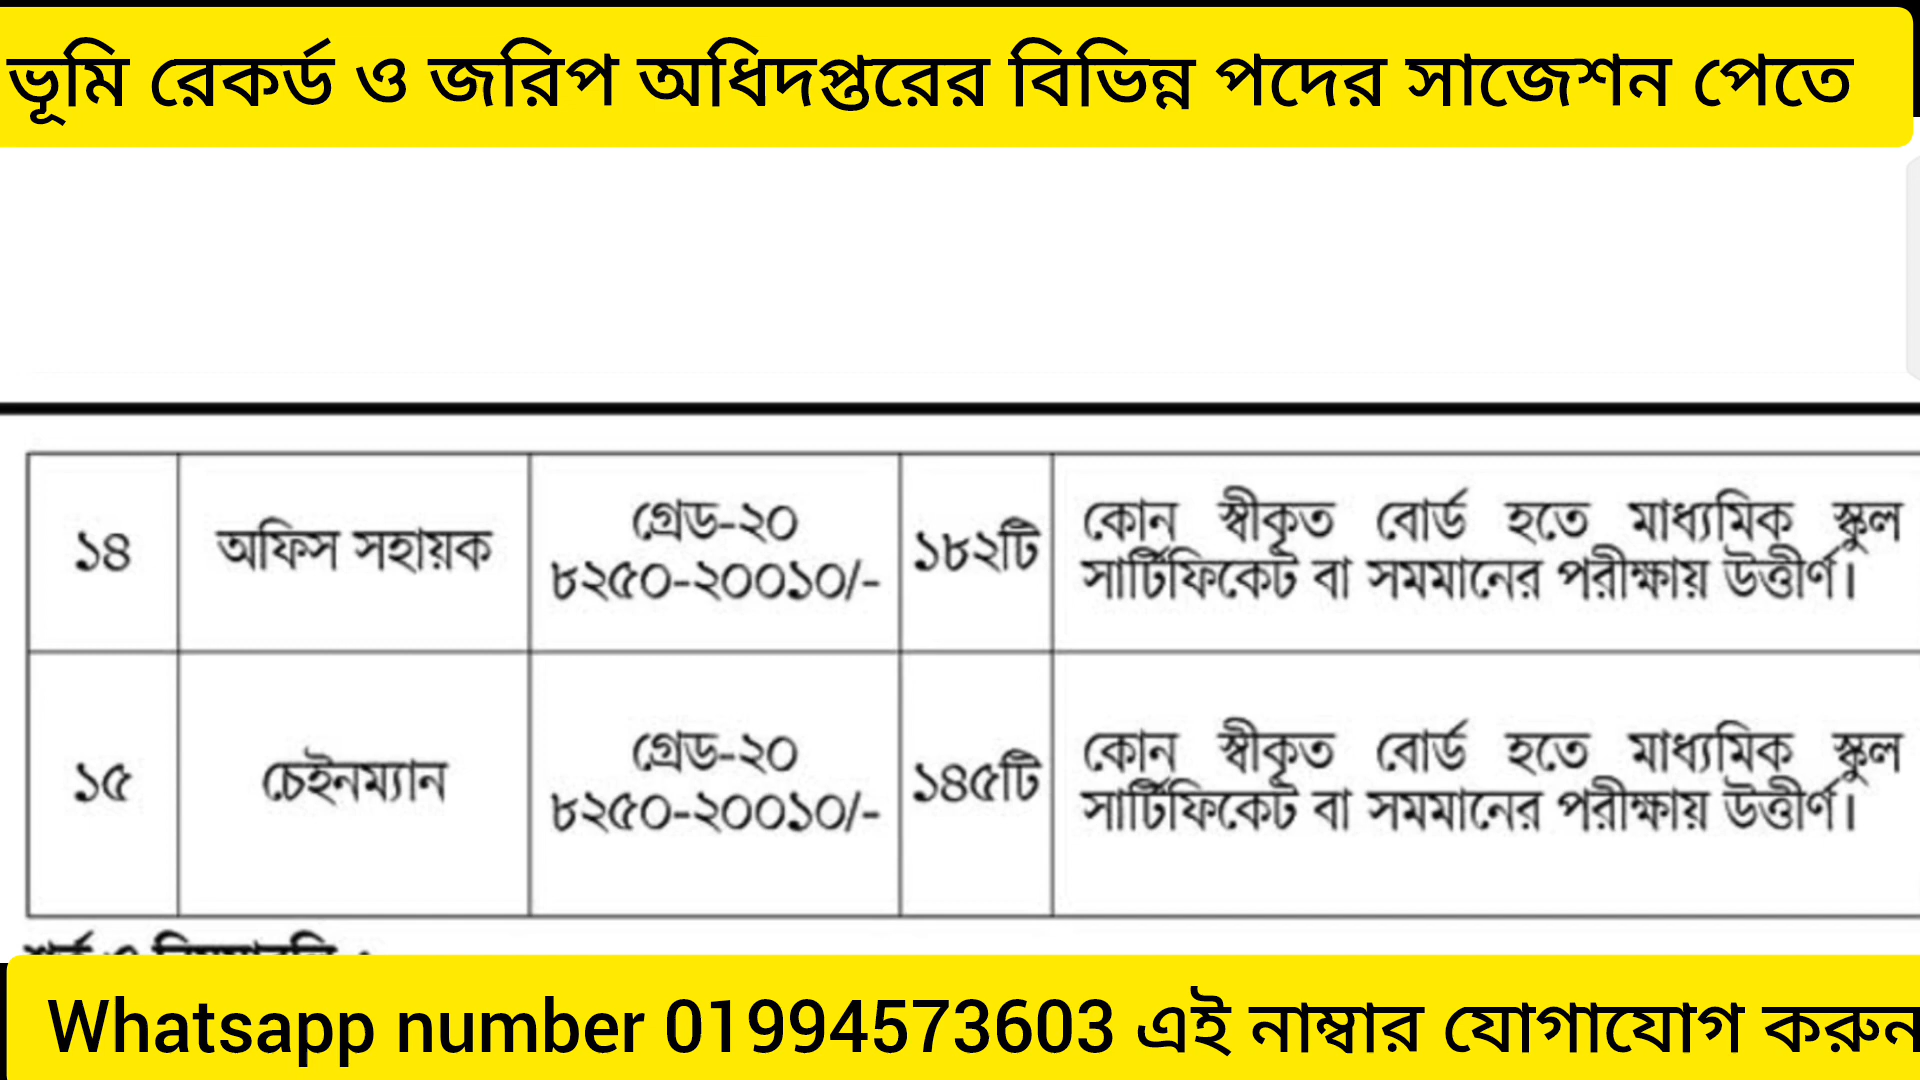 ভূমি রেকর্ড ও জরিপ অধিদপ্তরের বিভিন্ন পদের সাজেশন পেতে
১৪ অফিস সহায়ক গ্রেড-২০ ১৮২টি কোন স্বীকৃত বোর্ড হতে মাধ্যমিক স্কুল
৮২৫০-২০০১০/- সার্টিফিকেট বা সমমানের পরীক্ষায় উত্তীর্ণ।
১৫ চেইনম্যান গ্রেড-২০ ১৪৫টি কোন স্বীকৃত বোর্ড হতে মাধ্যমিক স্কুল
৮২৫০-২০০১০/- সার্টিফিকেট বা সমমানের পরীক্ষায় উত্তীর্ণ।
Whatsapp number 01994573603 এই নাম্বার যোগাযোগ করুন